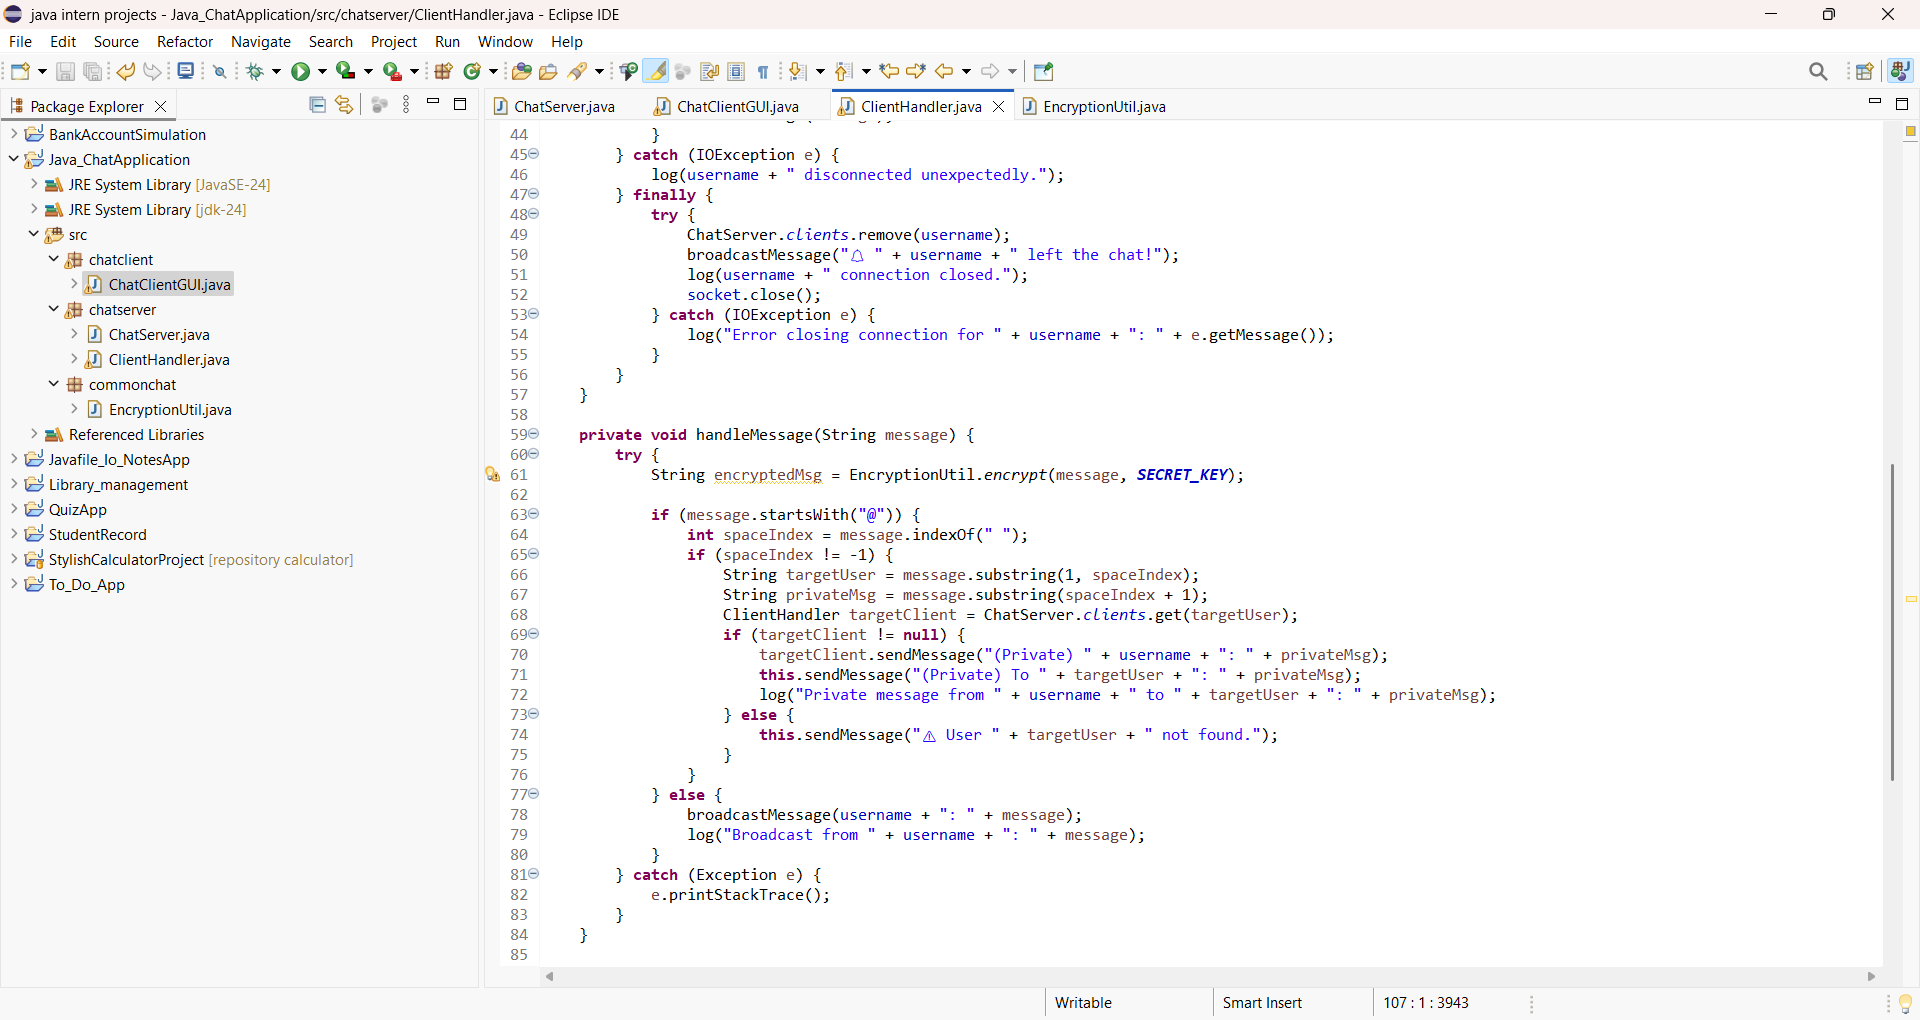 java intern projects - Java_ChatApplication/src/chatserver/ClientHandler.java - Eclipse IDE
File Edit Source Refactor Navigate Search Project Run Window Help
Package Explorer
BankAccountSimulation
Java_ChatApplication
JRE System Library [JavaSE-24]
JRE System Library [jdk-24]
src
chatclient
ChatClientGUI.java
chatserver
ChatServer.java
ClientHandler.java
commonchat
EncryptionUtil.java
Referenced Libraries
Javafile_Io_NotesApp
Library_management
QuizApp
StudentRecord
StylishCalculatorProject [repository calculator]
To_Do_App
ChatServer.java ChatClientGUI.java ClientHandler.java EncryptionUtil.java
44 }
45 } catch (IOException e) {
46 log(username + " disconnected unexpectedly.");
47 } finally {
48 try {
49 ChatServer.clients.remove(username);
50 broadcastMessage("🔔 " + username + " left the chat!");
51 log(username + " connection closed.");
52 socket.close();
53 } catch (IOException e) {
54 log("Error closing connection for " + username + ": " + e.getMessage());
55 }
56 }
57 }
58
59 private void handleMessage(String message) {
60 try {
61 String encryptedMsg = EncryptionUtil.encrypt(message, SECRET_KEY);
62
63 if (message.startsWith("@")) {
64 int spaceIndex = message.indexOf(" ");
65 if (spaceIndex != -1) {
66 String targetUser = message.substring(1, spaceIndex);
67 String privateMsg = message.substring(spaceIndex + 1);
68 ClientHandler targetClient = ChatServer.clients.get(targetUser);
69 if (targetClient != null) {
70 targetClient.sendMessage("(Private) " + username + ": " + privateMsg);
71 this.sendMessage("(Private) To " + targetUser + ": " + privateMsg);
72 log("Private message from " + username + " to " + targetUser + ": " + privateMsg);
73 } else {
74 this.sendMessage("⚠ User " + targetUser + " not found.");
75 }
76 }
77 } else {
78 broadcastMessage(username + ": " + message);
79 log("Broadcast from " + username + ": " + message);
80 }
81 } catch (Exception e) {
82 e.printStackTrace();
83 }
84 }
85
Writable Smart Insert 107 : 1 : 3943